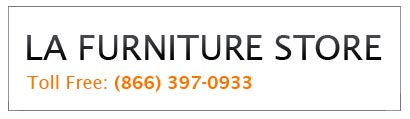 LA FURNITURE STORE
Toll Free: (866) 397-0933